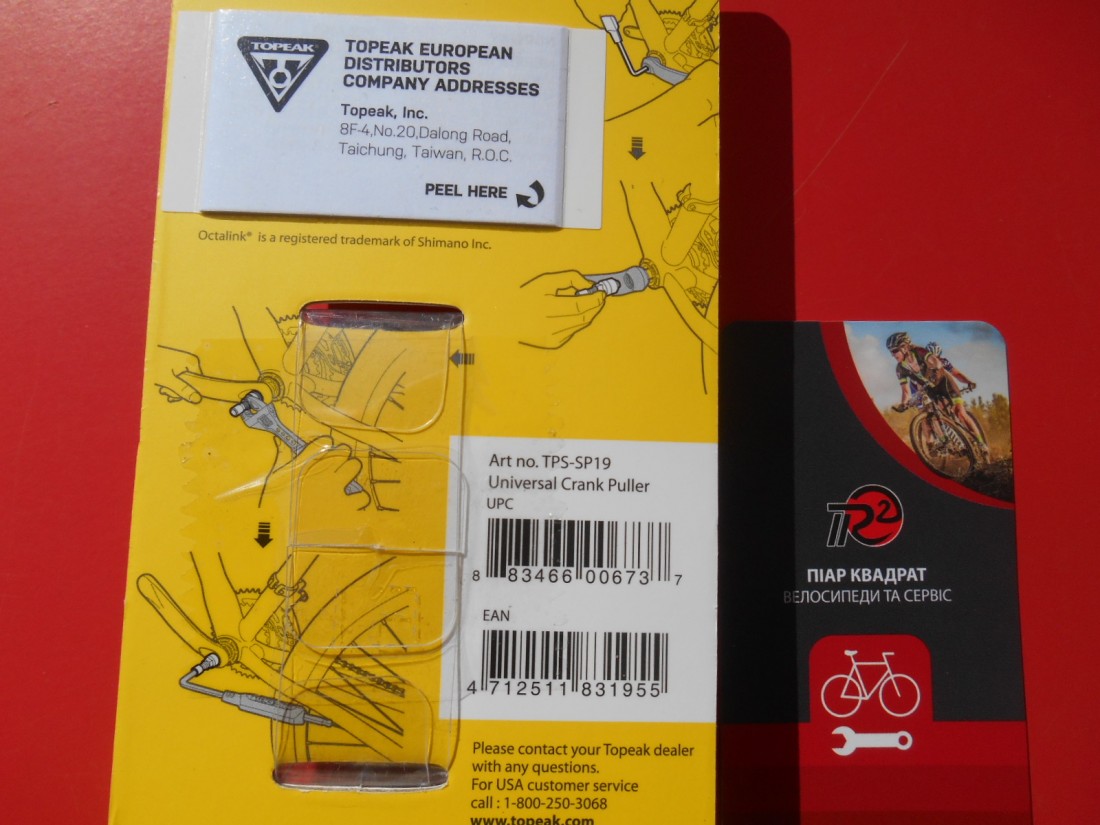 TOPEAK
TOPEAK EUROPEAN
DISTRIBUTORS
COMPANY ADDRESSES
Topeak, Inc.
8F-4,No.20,Dalong Road,
Taichung, Taiwan, R.O.C.
PEEL HERE
Octalink® is a registered trademark of Shimano Inc.
Art no. TPS-SP19
Universal Crank Puller
UPC
8 83466 00673 7
EAN
4 712511 831955
Please contact your Topeak dealer
with any questions.
For USA customer service
call : 1-800-250-3068
www.topeak.com
ПR2
ПІАР КВАДРАТ
ВЕЛОСИПЕДИ ТА СЕРВІС